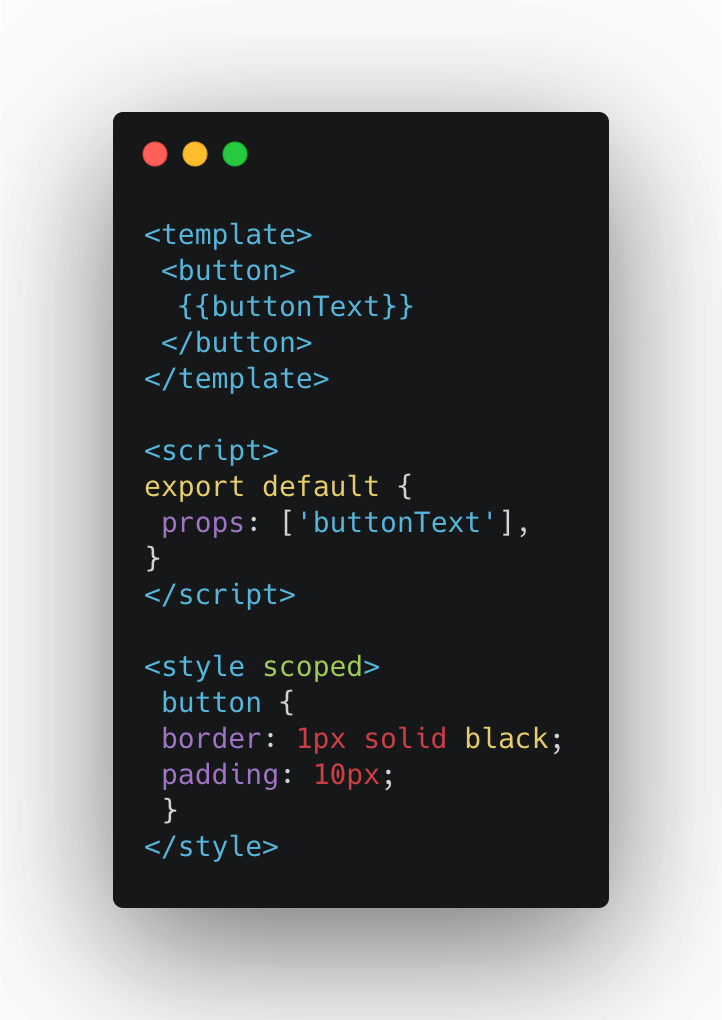 <template>
 <button>
  {{buttonText}}
 </button>
</template>

<script>
export default {
 props: ['buttonText'],
}
</script>

<style scoped>
 button {
 border: 1px solid black;
 padding: 10px;
 }
</style>